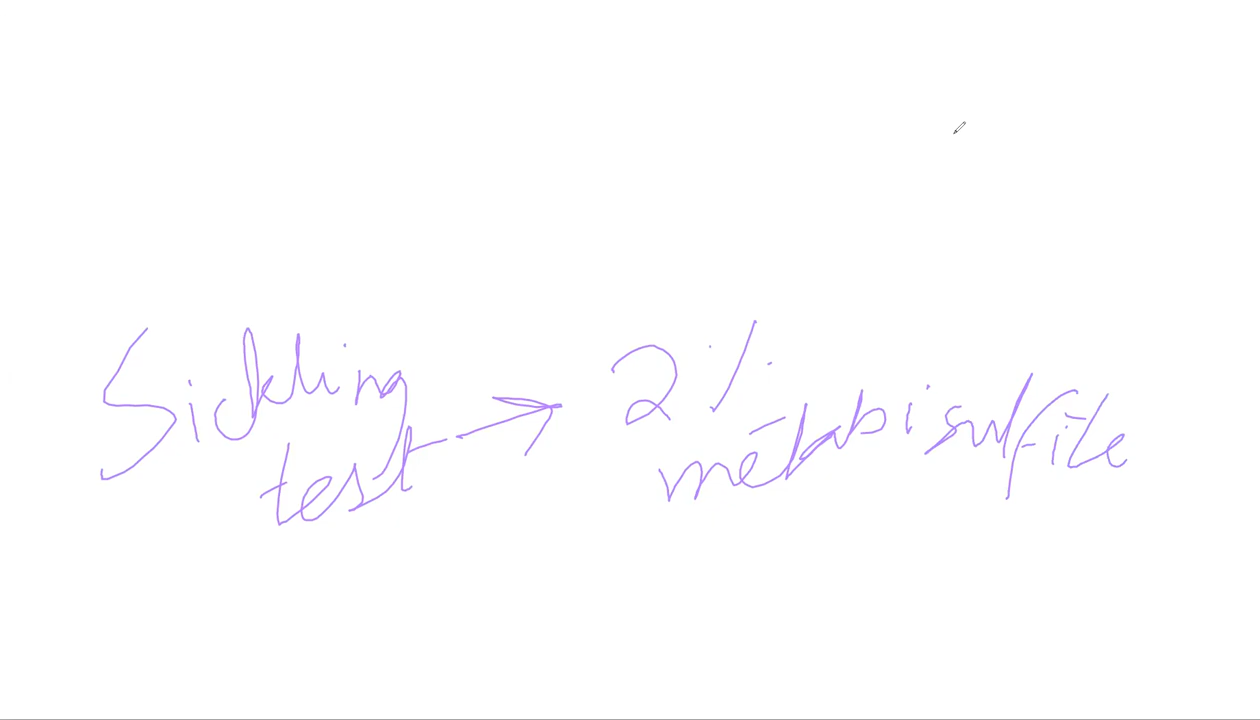 Sickling
test → 2%
metabisulfite